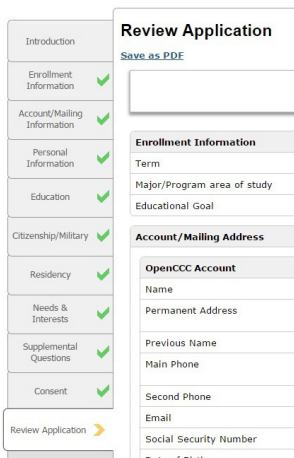 Introduction
Enrollment
Information
Account/Mailing
Information
Personal
Information
Education
Citizenship/Military
Residency
Needs &
Interests
Supplemental
Questions
Consent
Review Application
Review Application
Save as PDF
Enrollment Information
Term
Major/Program area of study
Educational Goal
Account/Mailing Address
OpenCCC Account
Name
Permanent Address
Previous Name
Main Phone
Second Phone
Email
Social Security Number